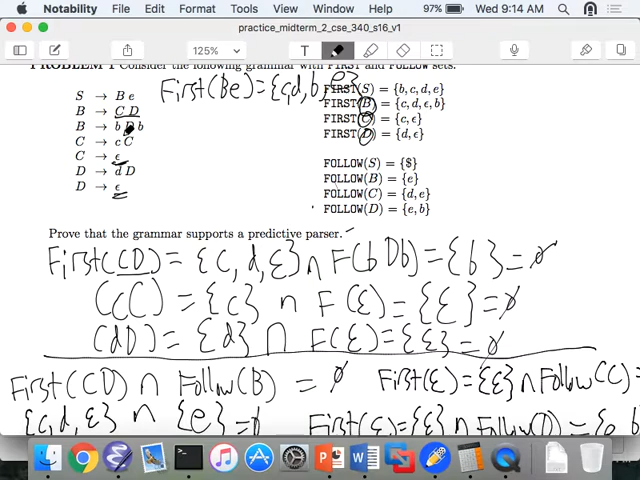 Notability File Edit View Window Help 97% Wed 9:14 AM
practice_midterm_2_cse_340_s16_v1
125%
PROBLEM 1 Consider the following grammar with FIRST and FOLLOW sets.
First(Be) = {c,d,b,e}
S → B e
B → C D
B → b D b
C → c C
C → ϵ
D → d D
D → ϵ
FIRST(S) = {b, c, d, e}
FIRST(B) = {c, d, ϵ, b}
FIRST(C) = {c, ϵ}
FIRST(D) = {d, ϵ}
FOLLOW(S) = {$}
FOLLOW(B) = {e}
FOLLOW(C) = {d, e}
FOLLOW(D) = {e, b}
Prove that the grammar supports a predictive parser.
First(CD) = {c, d, ε} ∩ F(bDb) = {b} = ∅
(cC) = {c} ∩ F(ε) = {ε} = ∅
(dD) = {d} ∩ F(ε) = {ε} = ∅
First(CD) ∩ Follow(B) = ∅
{c, d, ε} ∩ {e} = ∅
First(ε) = {ε} ∩ Follow(C) =
First(ε) = {ε} ∩ Follow(D) = {e b